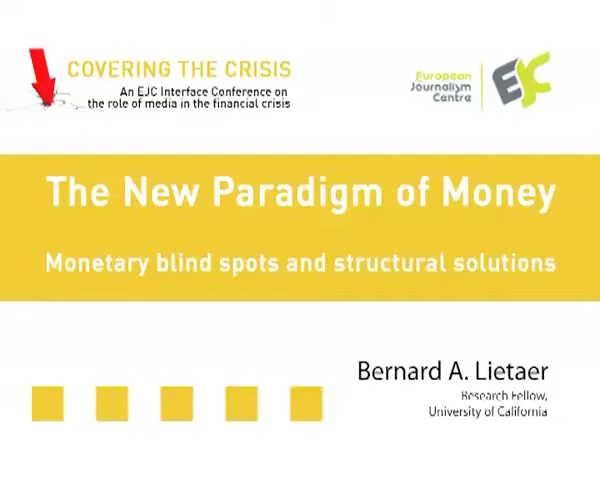 COVERING THE CRISIS
An EJC Interface Conference on
the role of media in the financial crisis
European
Journalism
Centre
EJC
The New Paradigm of Money
Monetary blind spots and structural solutions
Bernard A. Lietaer
Research Fellow,
University of California